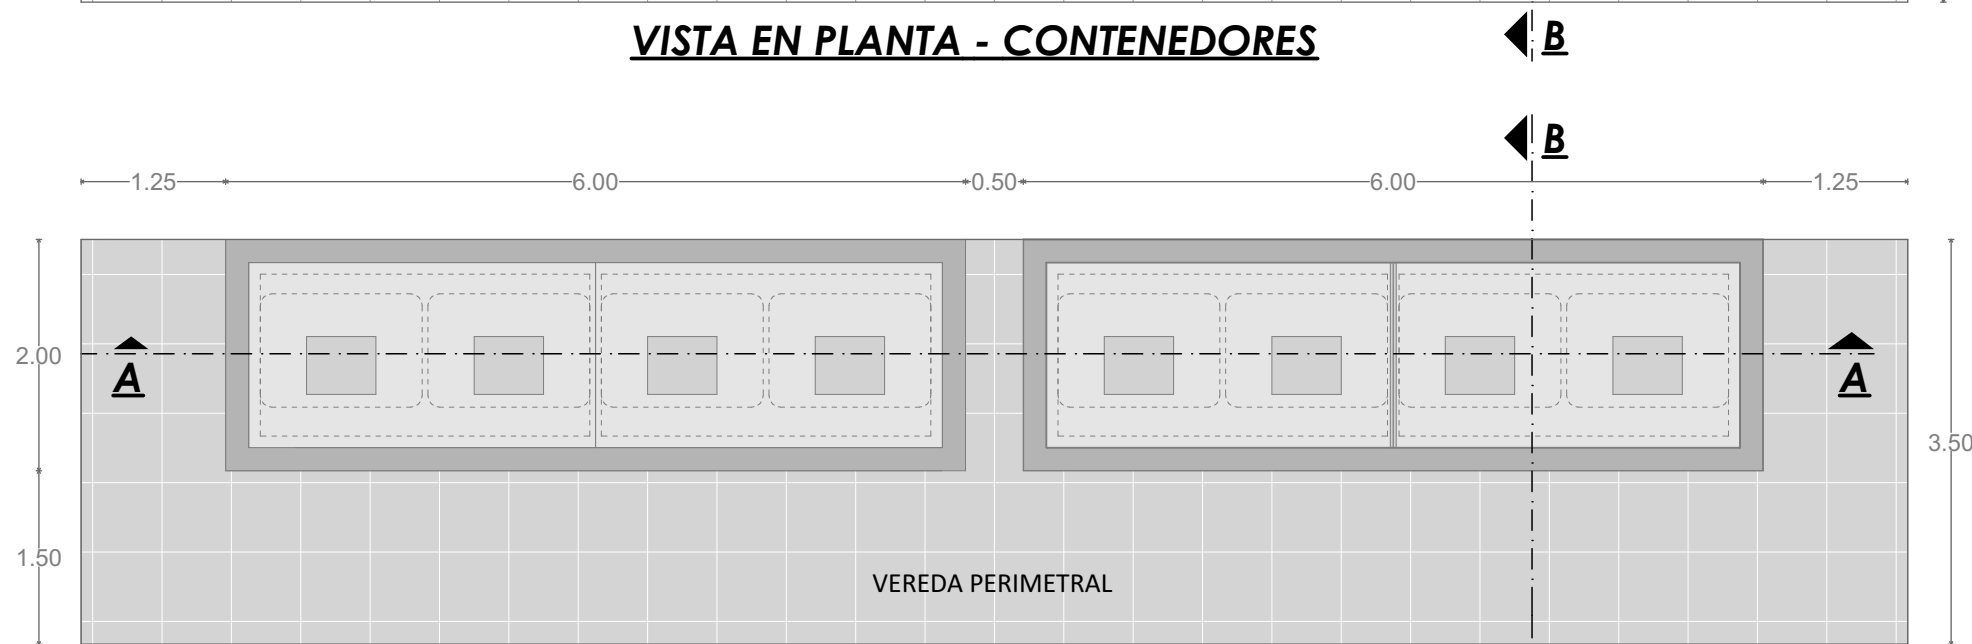 VISTA EN PLANTA - CONTENEDORES
B
B
1.25 6.00 0.50 6.00 1.25
2.00
A
A
3.50
1.50
VEREDA PERIMETRAL